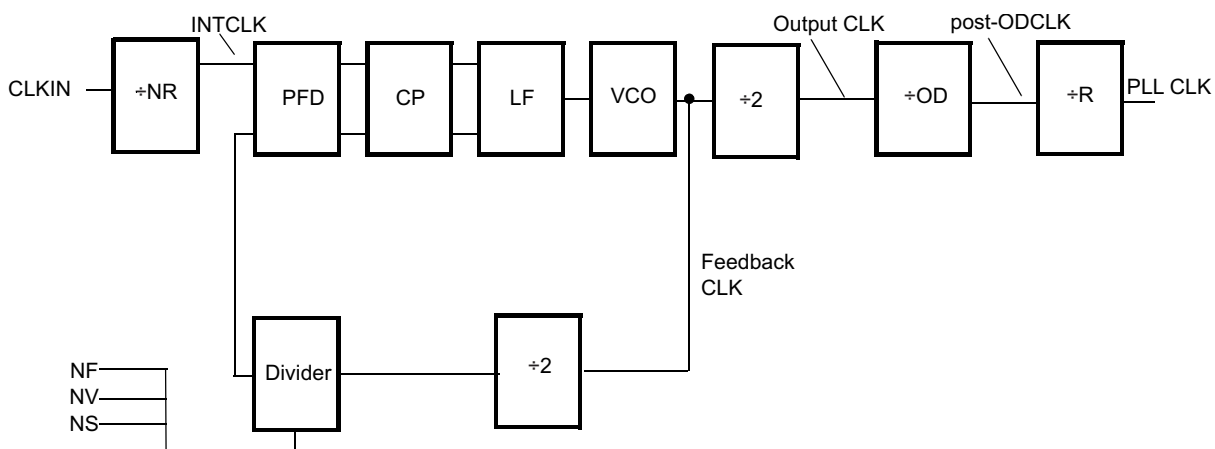 INTCLK
Output CLK
post-ODCLK
CLKIN
÷NR
PFD
CP
LF
VCO
÷2
÷OD
÷R
PLL CLK
Feedback
CLK
Divider
÷2
NF
NV
NS